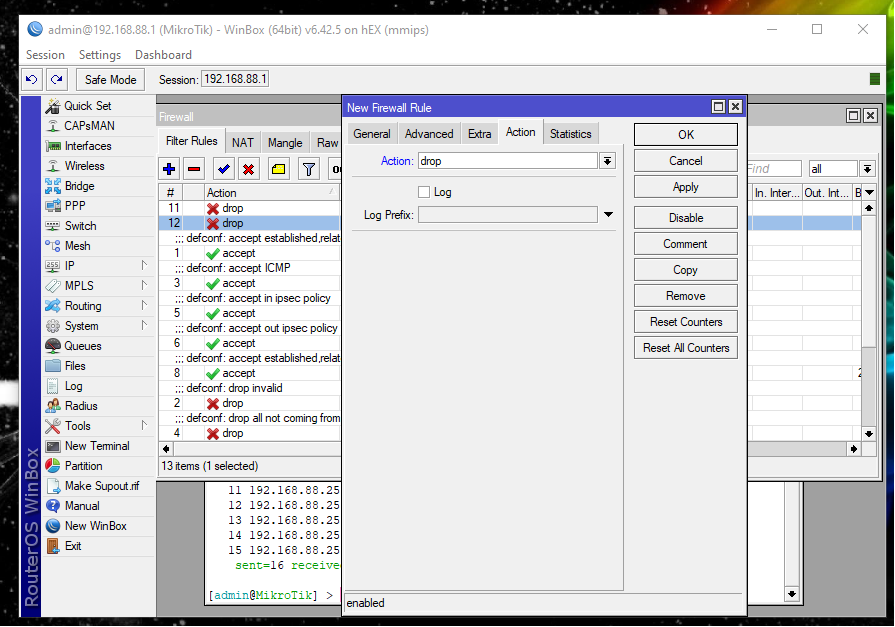 admin@192.168.88.1 (MikroTik) - WinBox (64bit) v6.42.5 on hEX (mmips)
Session Settings Dashboard
Safe Mode Session: 192.168.88.1
RouterOS WinBox
Quick Set
CAPsMAN
Interfaces
Wireless
Bridge
PPP
Switch
Mesh
IP
MPLS
Routing
System
Queues
Files
Log
Radius
Tools
New Terminal
Partition
Make Supout.rif
Manual
New WinBox
Exit
Firewall
Filter Rules NAT Mangle Raw
Find all
# Action In. Inter... Out. Int... B
11 drop
12 drop
;;; defconf: accept established,relat
1 accept
;;; defconf: accept ICMP
3 accept
;;; defconf: accept in ipsec policy
5 accept
;;; defconf: accept out ipsec policy
6 accept
;;; defconf: accept established,relat
8 accept
;;; defconf: drop invalid
2 drop
;;; defconf: drop all not coming from
4 drop
13 items (1 selected)
New Firewall Rule
General Advanced Extra Action Statistics
Action: drop
Log
Log Prefix:
OK
Cancel
Apply
Disable
Comment
Copy
Remove
Reset Counters
Reset All Counters
enabled
11 192.168.88.25
12 192.168.88.25
13 192.168.88.25
14 192.168.88.25
15 192.168.88.25
sent=16 received
[admin@MikroTik] >